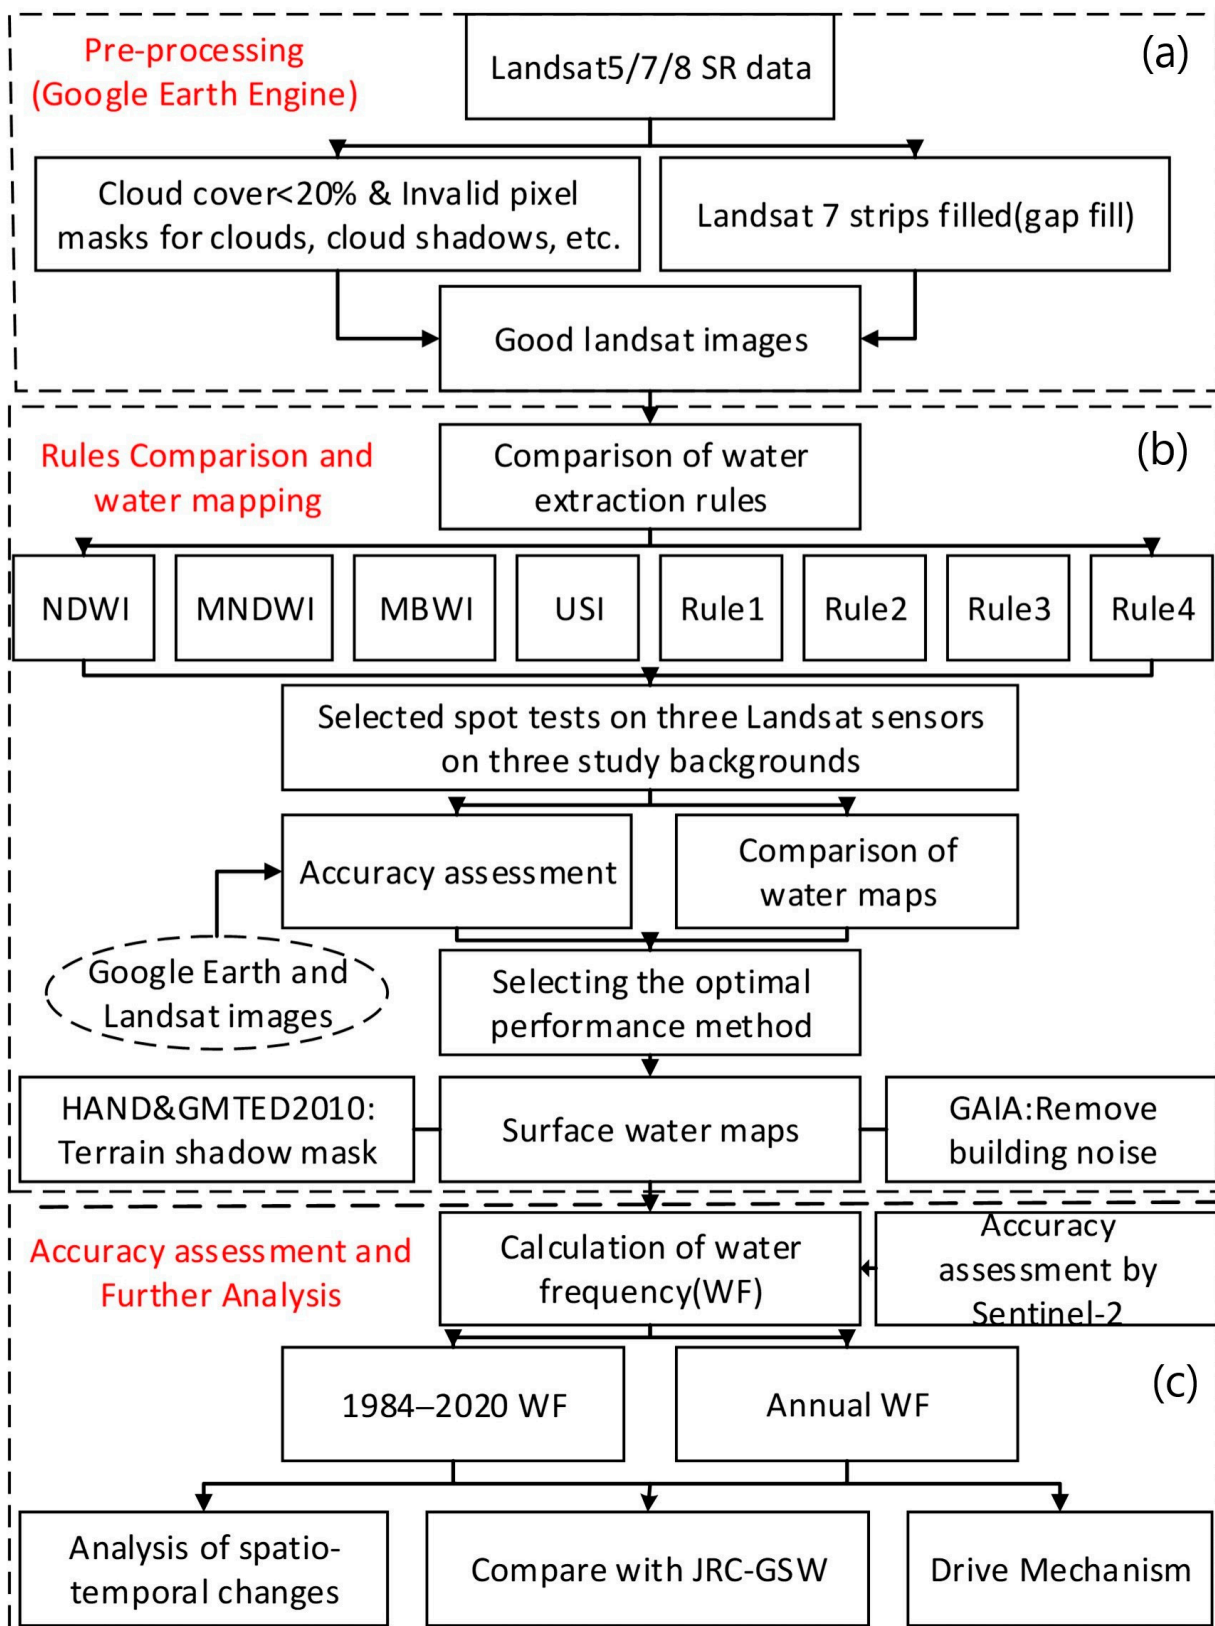 Pre-processing
(Google Earth Engine)
(a)
Landsat5/7/8 SR data
Cloud cover<20% & Invalid pixel
masks for clouds, cloud shadows, etc.
Landsat 7 strips filled(gap fill)
Good landsat images
Rules Comparison and
water mapping
(b)
Comparison of water
extraction rules
NDWI
MNDWI
MBWI
USI
Rule1
Rule2
Rule3
Rule4
Selected spot tests on three Landsat sensors
on three study backgrounds
Accuracy assessment
Comparison of
water maps
Google Earth and
Landsat images
Selecting the optimal
performance method
HAND&GMTED2010:
Terrain shadow mask
Surface water maps
GAIA:Remove
building noise
Accuracy assessment and
Further Analysis
Calculation of water
frequency(WF)
Accuracy
assessment by
Sentinel-2
(c)
1984–2020 WF
Annual WF
Analysis of spatio-
temporal changes
Compare with JRC-GSW
Drive Mechanism